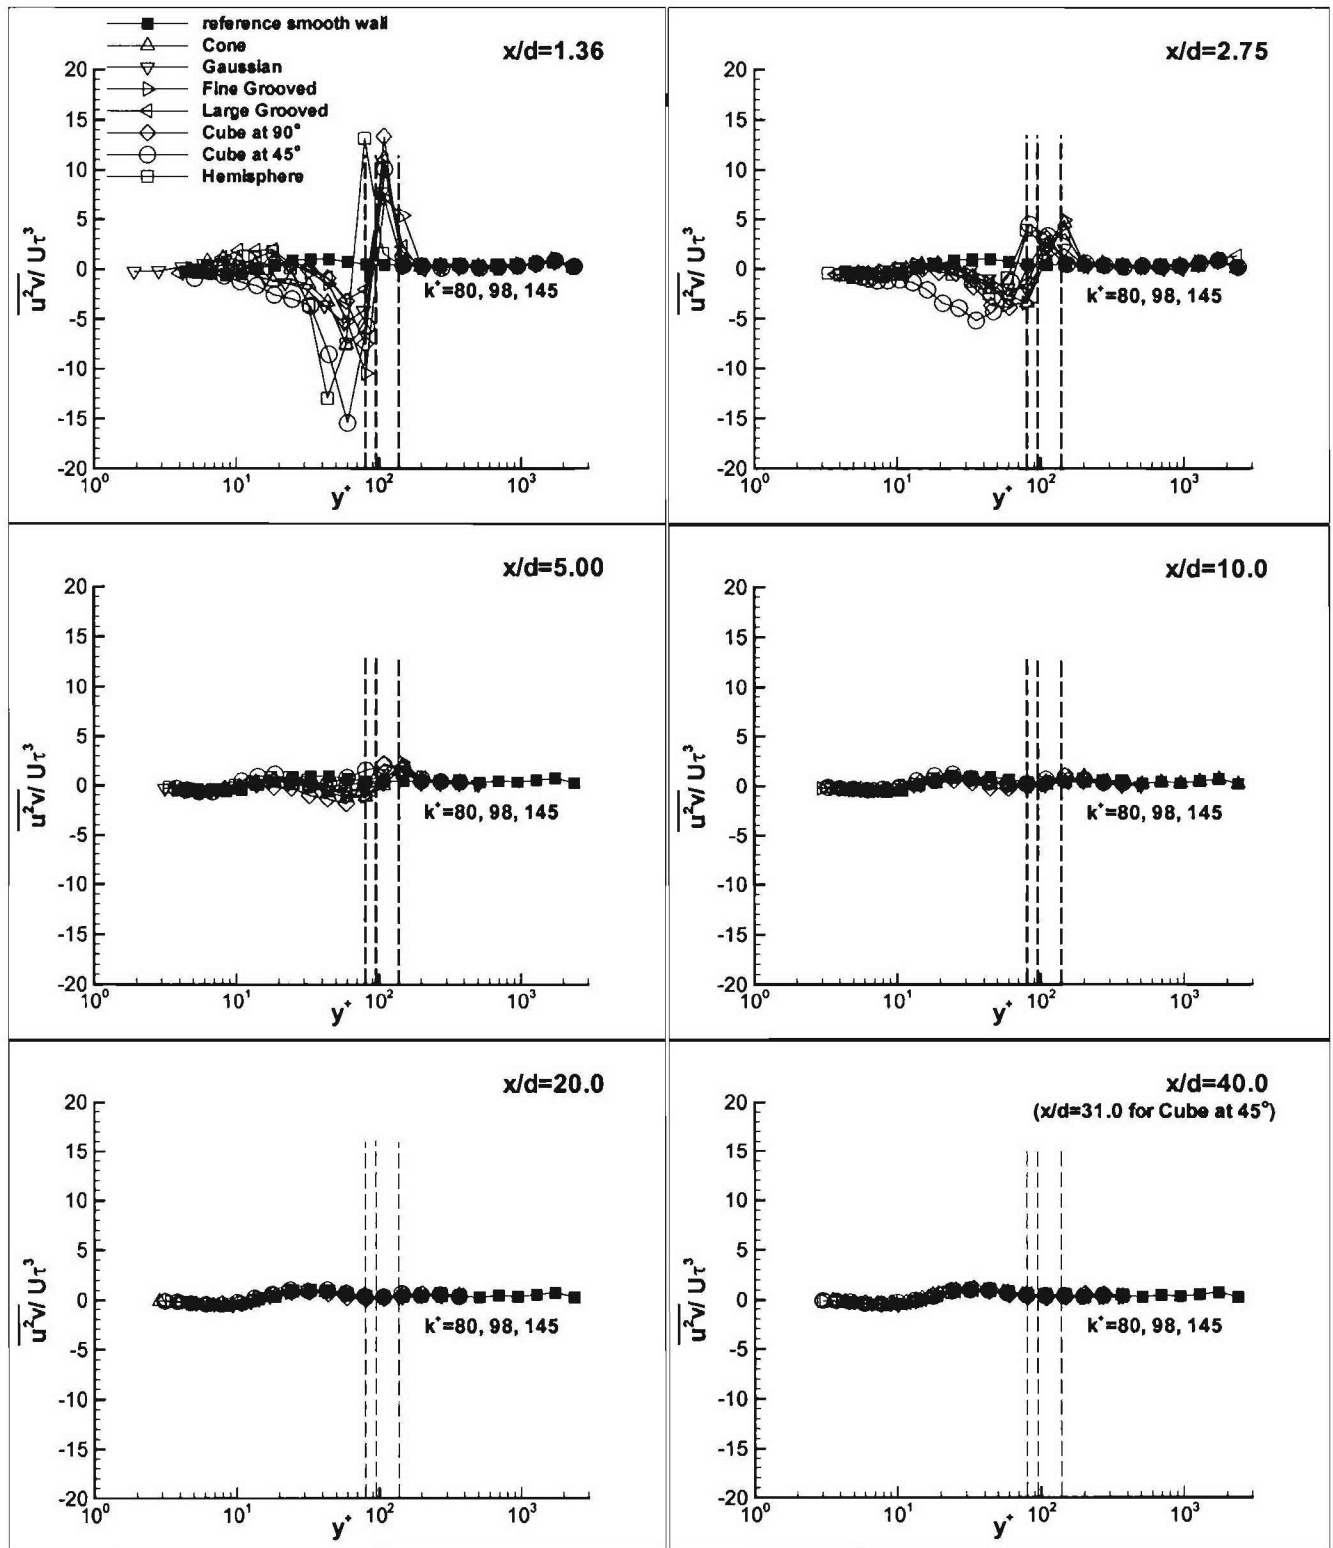 reference smooth wall
Cone
Gaussian
Fine Grooved
Large Grooved
Cube at 90°
Cube at 45°
Hemisphere
x/d=1.36
20
15
10
5
0
-5
-10
-15
-20
u²v/ Uτ³
k⁺=80, 98, 145
10⁰ 10¹ 10² 10³
y⁺
x/d=2.75
20
15
10
5
0
-5
-10
-15
-20
u²v/ Uτ³
k⁺=80, 98, 145
10⁰ 10¹ 10² 10³
y⁺
x/d=5.00
20
15
10
5
0
-5
-10
-15
-20
u²v/ Uτ³
k⁺=80, 98, 145
10⁰ 10¹ 10² 10³
y⁺
x/d=10.0
20
15
10
5
0
-5
-10
-15
-20
u²v/ Uτ³
k⁺=80, 98, 145
10⁰ 10¹ 10² 10³
y⁺
x/d=20.0
20
15
10
5
0
-5
-10
-15
-20
u²v/ Uτ³
k⁺=80, 98, 145
10⁰ 10¹ 10² 10³
y⁺
x/d=40.0
(x/d=31.0 for Cube at 45°)
20
15
10
5
0
-5
-10
-15
-20
u²v/ Uτ³
k⁺=80, 98, 145
10⁰ 10¹ 10² 10³
y⁺